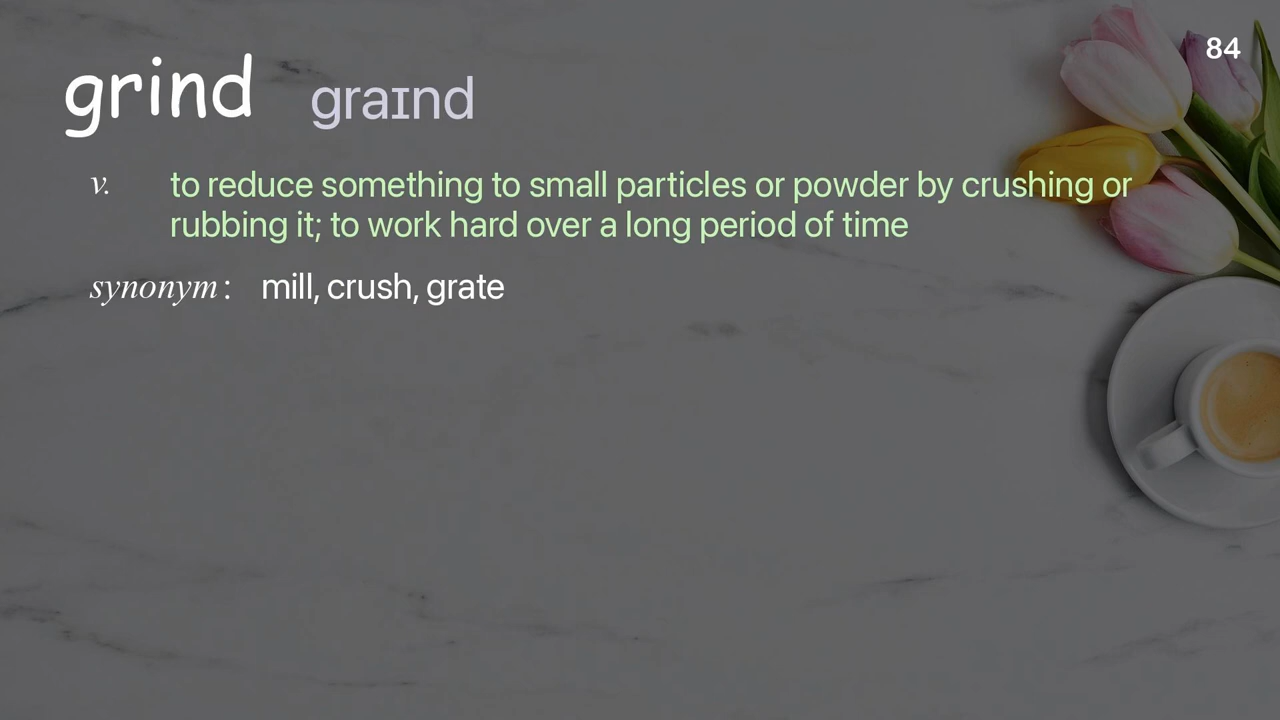 84
grind graɪnd
v. to reduce something to small particles or powder by crushing or
rubbing it; to work hard over a long period of time
synonym : mill, crush, grate